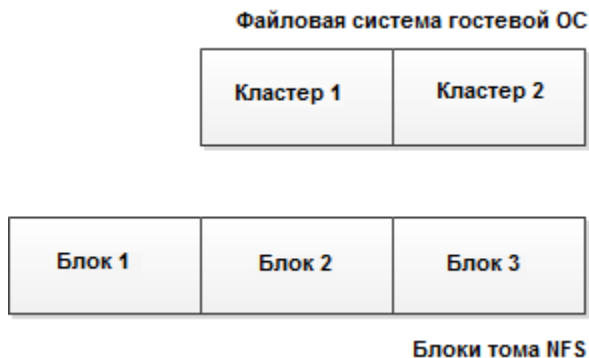 Файловая система гостевой ОС
Кластер 1
Кластер 2
Блок 1
Блок 2
Блок 3
Блоки тома NFS